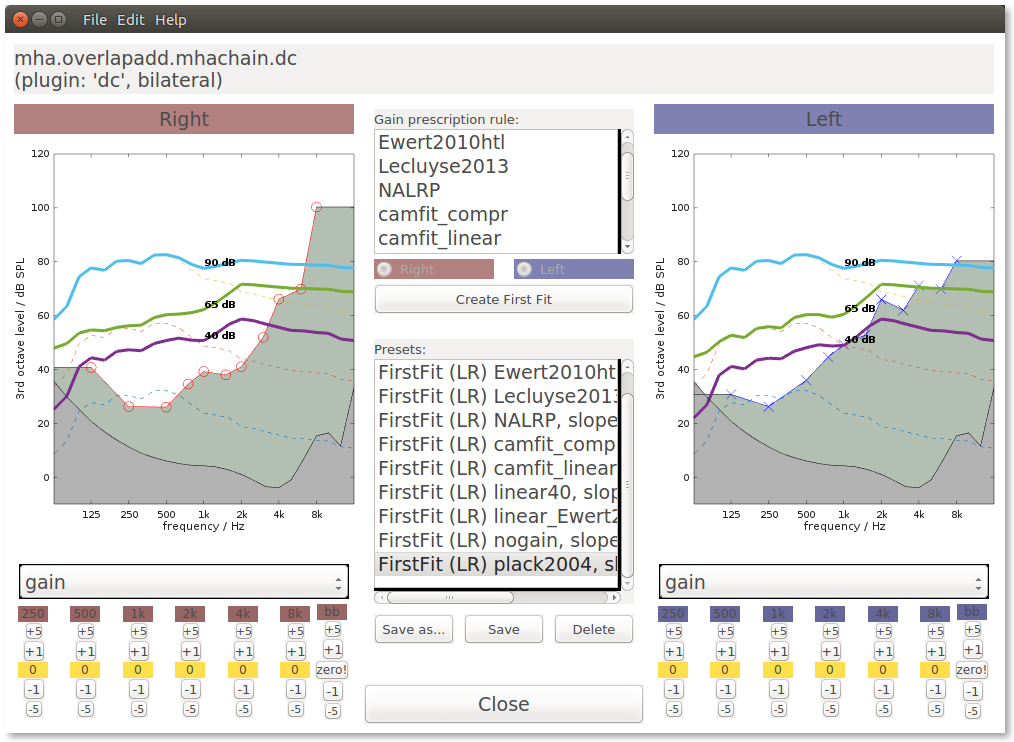 File Edit Help
mha.overlapadd.mhachain.dc
(plugin: 'dc', bilateral)
Right
120
100
80
60
40
20
0
3rd octave level / dB SPL
90 dB
65 dB
40 dB
125 250 500 1k 2k 4k 8k
frequency / Hz
gain
250 500 1k 2k 4k 8k bb
+5 +5 +5 +5 +5 +5 +5
+1 +1 +1 +1 +1 +1 +1
0 0 0 0 0 0 zero!
-1 -1 -1 -1 -1 -1 -1
-5 -5 -5 -5 -5 -5 -5
Gain prescription rule:
Ewert2010htl
Lecluyse2013
NALRP
camfit_compr
camfit_linear
Right Left
Create First Fit
Presets:
FirstFit (LR) Ewert2010ht
FirstFit (LR) Lecluyse2013
FirstFit (LR) NALRP, slope
FirstFit (LR) camfit_comp
FirstFit (LR) camfit_linear
FirstFit (LR) linear40, slop
FirstFit (LR) linear_Ewert2
FirstFit (LR) nogain, slope
FirstFit (LR) plack2004, sl
Save as... Save Delete
Close
Left
120
100
80
60
40
20
0
3rd octave level / dB SPL
90 dB
65 dB
40 dB
125 250 500 1k 2k 4k 8k
frequency / Hz
gain
250 500 1k 2k 4k 8k bb
+5 +5 +5 +5 +5 +5 +5
+1 +1 +1 +1 +1 +1 +1
0 0 0 0 0 0 zero!
-1 -1 -1 -1 -1 -1 -1
-5 -5 -5 -5 -5 -5 -5